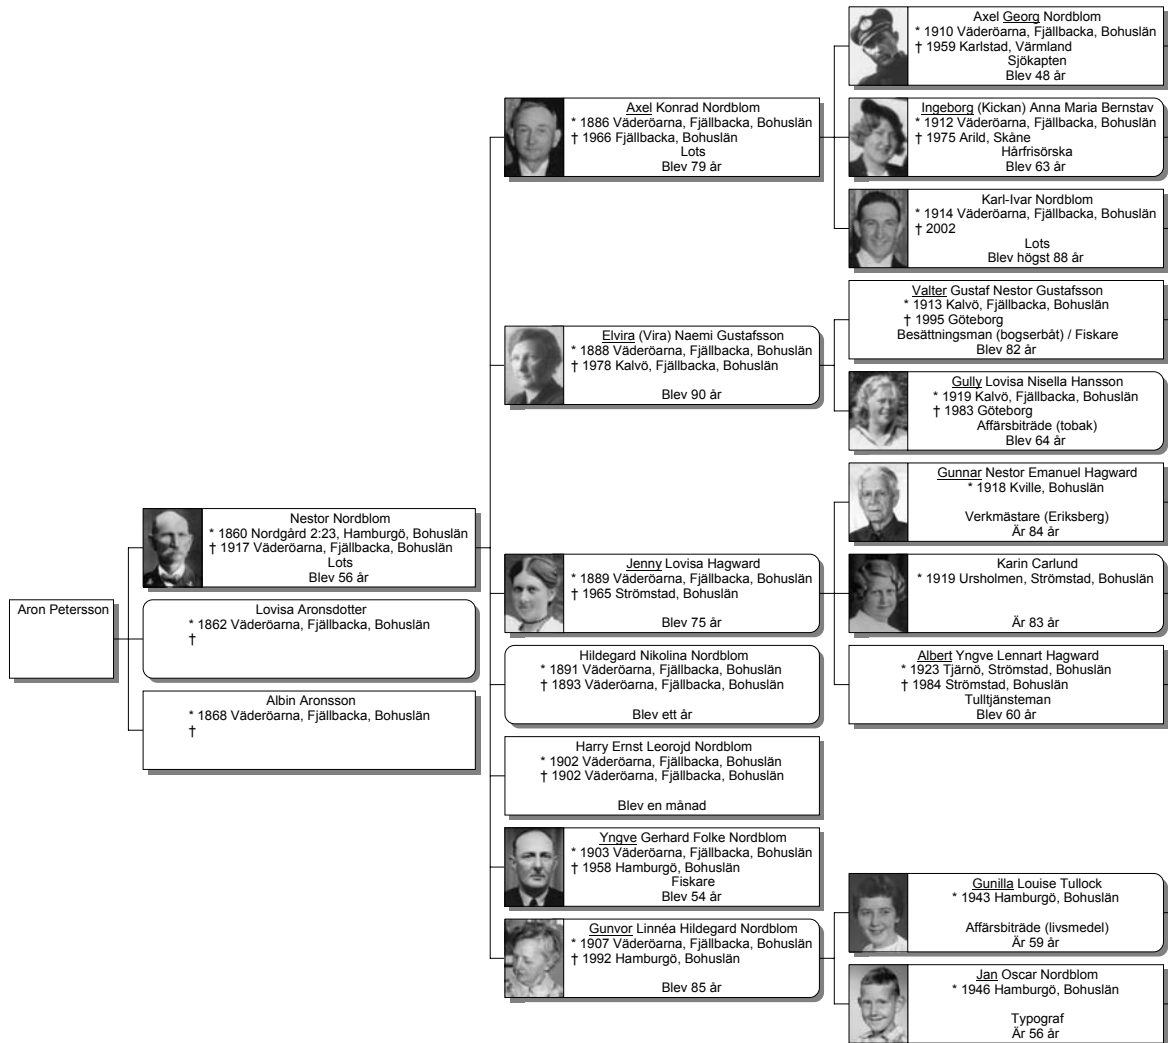 Aron Petersson
Nestor Nordblom
* 1860 Nordgård 2:23, Hamburgö, Bohuslän
† 1917 Väderöarna, Fjällbacka, Bohuslän
Lots
Blev 56 år
Lovisa Aronsdotter
* 1862 Väderöarna, Fjällbacka, Bohuslän
†
Albin Aronsson
* 1868 Väderöarna, Fjällbacka, Bohuslän
†
Axel Konrad Nordblom
* 1886 Väderöarna, Fjällbacka, Bohuslän
† 1966 Fjällbacka, Bohuslän
Lots
Blev 79 år
Elvira (Vira) Naemi Gustafsson
* 1888 Väderöarna, Fjällbacka, Bohuslän
† 1978 Kalvö, Fjällbacka, Bohuslän
Blev 90 år
Jenny Lovisa Hagward
* 1889 Väderöarna, Fjällbacka, Bohuslän
† 1965 Strömstad, Bohuslän
Blev 75 år
Hildegard Nikolina Nordblom
* 1891 Väderöarna, Fjällbacka, Bohuslän
† 1893 Väderöarna, Fjällbacka, Bohuslän
Blev ett år
Harry Ernst Leorojd Nordblom
* 1902 Väderöarna, Fjällbacka, Bohuslän
† 1902 Väderöarna, Fjällbacka, Bohuslän
Blev en månad
Yngve Gerhard Folke Nordblom
* 1903 Väderöarna, Fjällbacka, Bohuslän
† 1958 Hamburgö, Bohuslän
Fiskare
Blev 54 år
Gunvor Linnéa Hildegard Nordblom
* 1907 Väderöarna, Fjällbacka, Bohuslän
† 1992 Hamburgö, Bohuslän
Blev 85 år
Axel Georg Nordblom
* 1910 Väderöarna, Fjällbacka, Bohuslän
† 1959 Karlstad, Värmland
Sjökapten
Blev 48 år
Ingeborg (Kickan) Anna Maria Bernstav
* 1912 Väderöarna, Fjällbacka, Bohuslän
† 1975 Arild, Skåne
Hårfrisörska
Blev 63 år
Karl-Ivar Nordblom
* 1914 Väderöarna, Fjällbacka, Bohuslän
† 2002
Lots
Blev högst 88 år
Valter Gustaf Nestor Gustafsson
* 1913 Kalvö, Fjällbacka, Bohuslän
† 1995 Göteborg
Besättningsman (bogserbåt) / Fiskare
Blev 82 år
Gully Lovisa Nisella Hansson
* 1919 Kalvö, Fjällbacka, Bohuslän
† 1983 Göteborg
Affärsbiträde (tobak)
Blev 64 år
Gunnar Nestor Emanuel Hagward
* 1918 Kville, Bohuslän
Verkmästare (Eriksberg)
Är 84 år
Karin Carlund
* 1919 Ursholmen, Strömstad, Bohuslän
Är 83 år
Albert Yngve Lennart Hagward
* 1923 Tjärnö, Strömstad, Bohuslän
† 1984 Strömstad, Bohuslän
Tulltjänsteman
Blev 60 år
Gunilla Louise Tullock
* 1943 Hamburgö, Bohuslän
Affärsbiträde (livsmedel)
Är 59 år
Jan Oscar Nordblom
* 1946 Hamburgö, Bohuslän
Typograf
Är 56 år